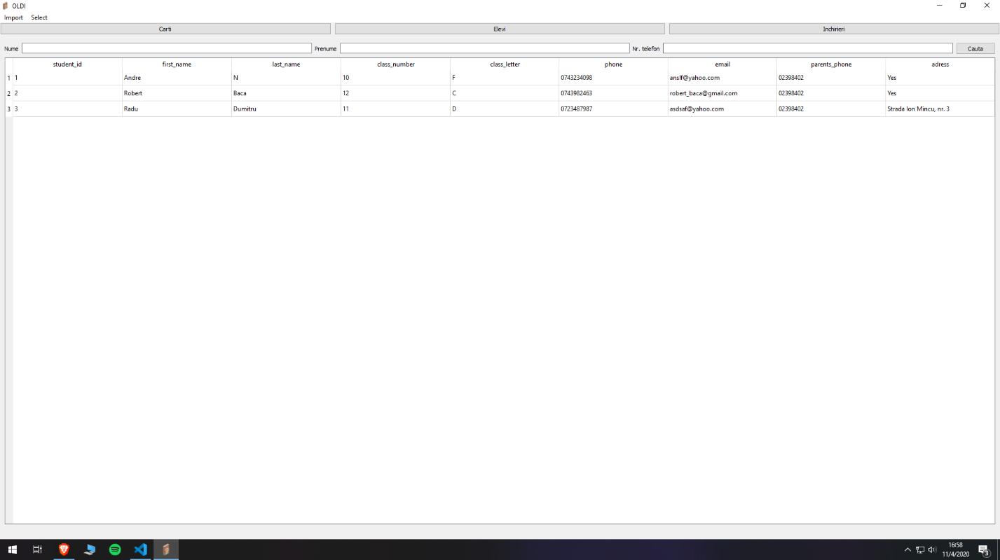 OLDI
Import Select
Carti Elevi Inchirieri
Nume Prenume Nr. telefon Cauta
student_id first_name last_name class_number class_letter phone email parents_phone adress
1 1 Andre N 10 F 0743234098 anslf@yahoo.com 02398402 Yes
2 2 Robert Baca 12 C 0743982463 robert_baca@gmail.com 02398402 Yes
3 3 Radu Dumitru 11 D 0723487987 asdsaf@yahoo.com 02398402 Strada Ion Mincu, nr. 3
16:58
11/4/2020
3